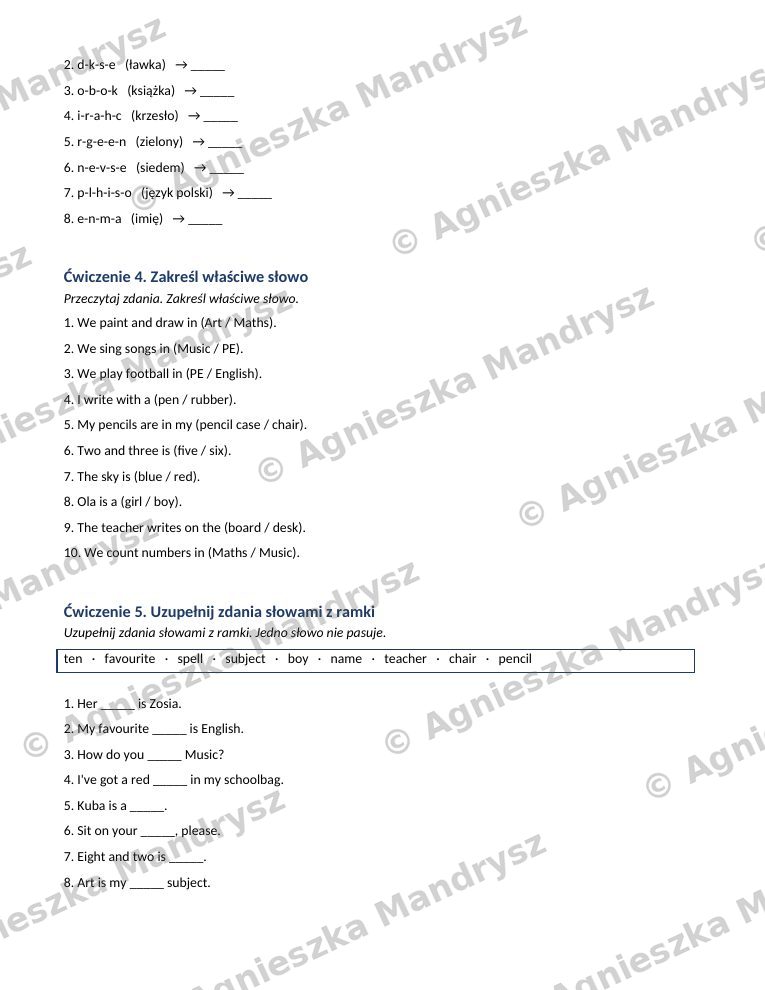 2. d-k-s-e (ławka) → _____
3. o-b-o-k (książka) → _____
4. i-r-a-h-c (krzesło) → _____
5. r-g-e-e-n (zielony) → _____
6. n-e-v-s-e (siedem) → _____
7. p-l-h-i-s-o (język polski) → _____
8. e-n-m-a (imię) → _____
Ćwiczenie 4. Zakreśl właściwe słowo
Przeczytaj zdania. Zakreśl właściwe słowo.
1. We paint and draw in (Art / Maths).
2. We sing songs in (Music / PE).
3. We play football in (PE / English).
4. I write with a (pen / rubber).
5. My pencils are in my (pencil case / chair).
6. Two and three is (five / six).
7. The sky is (blue / red).
8. Ola is a (girl / boy).
9. The teacher writes on the (board / desk).
10. We count numbers in (Maths / Music).
Ćwiczenie 5. Uzupełnij zdania słowami z ramki
Uzupełnij zdania słowami z ramki. Jedno słowo nie pasuje.
ten · favourite · spell · subject · boy · name · teacher · chair · pencil
1. Her _____ is Zosia.
2. My favourite _____ is English.
3. How do you _____ Music?
4. I've got a red _____ in my schoolbag.
5. Kuba is a _____.
6. Sit on your _____, please.
7. Eight and two is _____.
8. Art is my _____ subject.
© Agnieszka Mandrysz